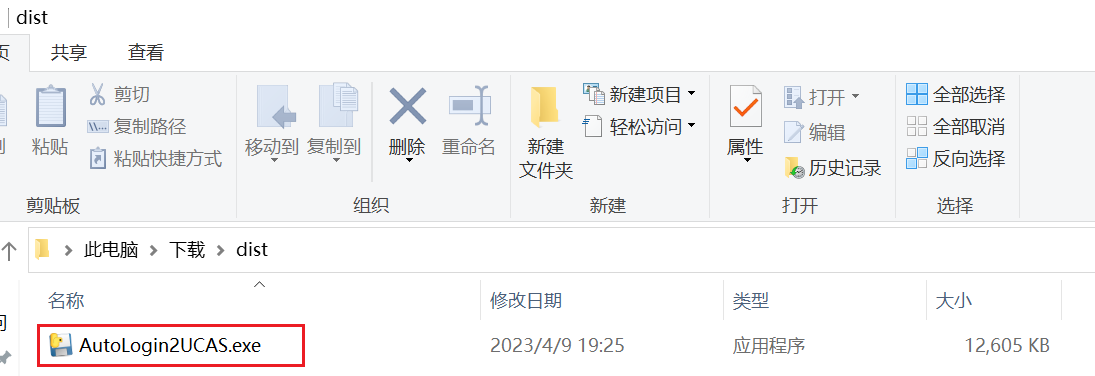 dist
页 共享 查看
剪切
复制路径
粘贴快捷方式
粘贴
移动到 复制到
删除 重命名
新建项目
轻松访问
新建
文件夹
属性
打开
编辑
历史记录
全部选择
全部取消
反向选择
剪贴板 组织 新建 打开 选择
此电脑 下载 dist
名称 修改日期 类型 大小
AutoLogin2UCAS.exe 2023/4/9 19:25 应用程序 12,605 KB